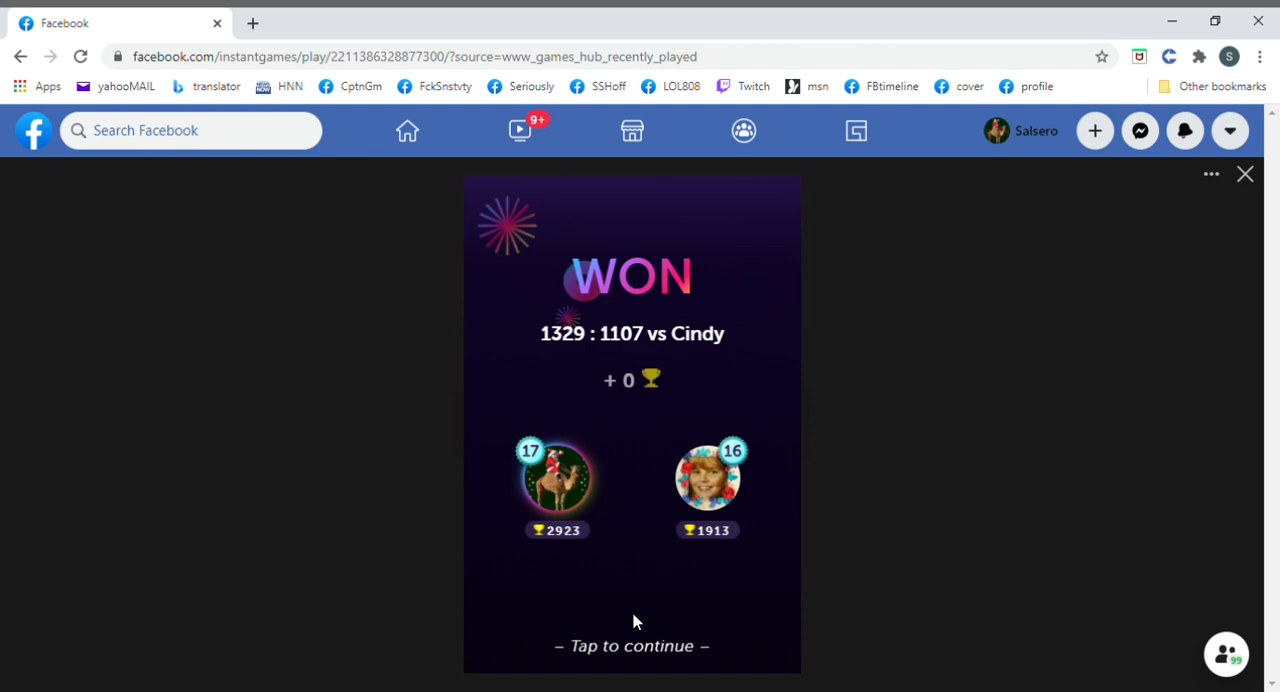 Facebook
facebook.com/instantgames/play/2211386328877300/?source=www_games_hub_recently_played
S
Apps yahooMAIL translator HNN CptnGm FckSnstvty Seriously SSHoff LOL808 Twitch msn FBtimeline cover profile Other bookmarks
Search Facebook
9+
Salsero
WON
1329 : 1107 vs Cindy
+ 0
17
16
2923
1913
– Tap to continue –
99